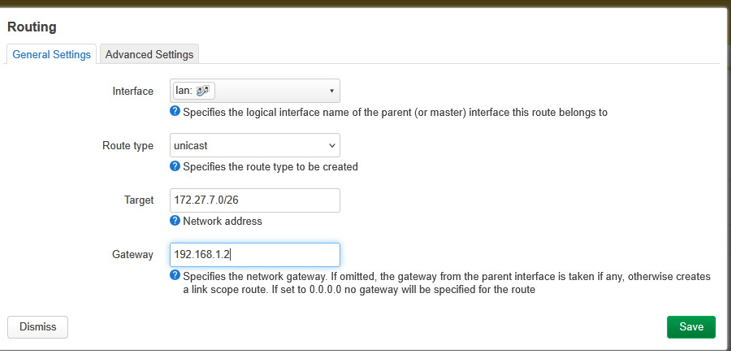 Routing
General Settings
Advanced Settings
Interface
lan:
Specifies the logical interface name of the parent (or master) interface this route belongs to
Route type
unicast
Specifies the route type to be created
Target
172.27.7.0/26
Network address
Gateway
192.168.1.2
Specifies the network gateway. If omitted, the gateway from the parent interface is taken if any, otherwise creates
a link scope route. If set to 0.0.0.0 no gateway will be specified for the route
Dismiss
Save